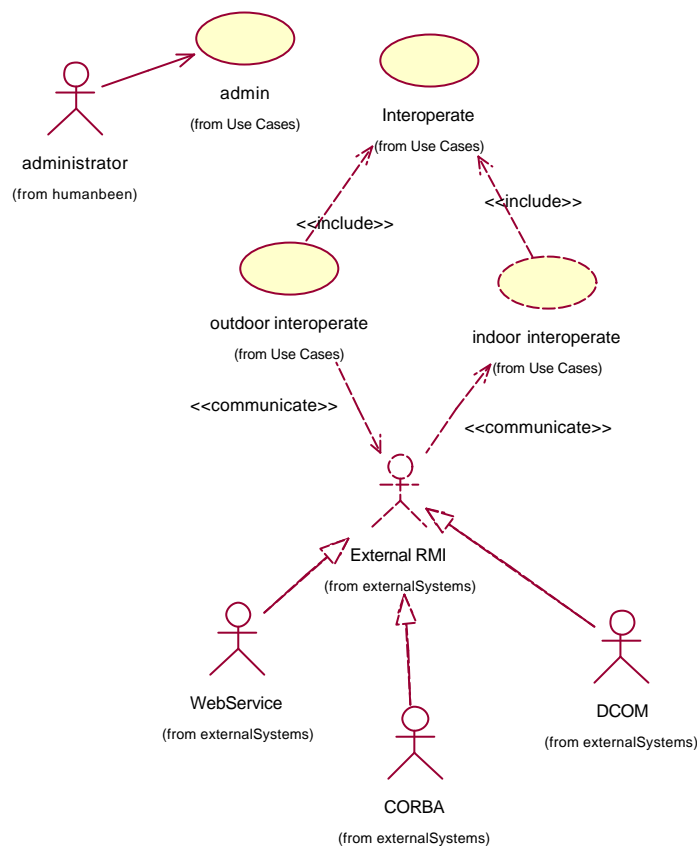 admin
(from Use Cases)
Interoperate
(from Use Cases)
administrator
(from humanbeen)
<<include>>
<<include>>
outdoor interoperate
(from Use Cases)
indoor interoperate
(from Use Cases)
<<communicate>>
<<communicate>>
External RMI
(from externalSystems)
WebService
(from externalSystems)
DCOM
(from externalSystems)
CORBA
(from externalSystems)